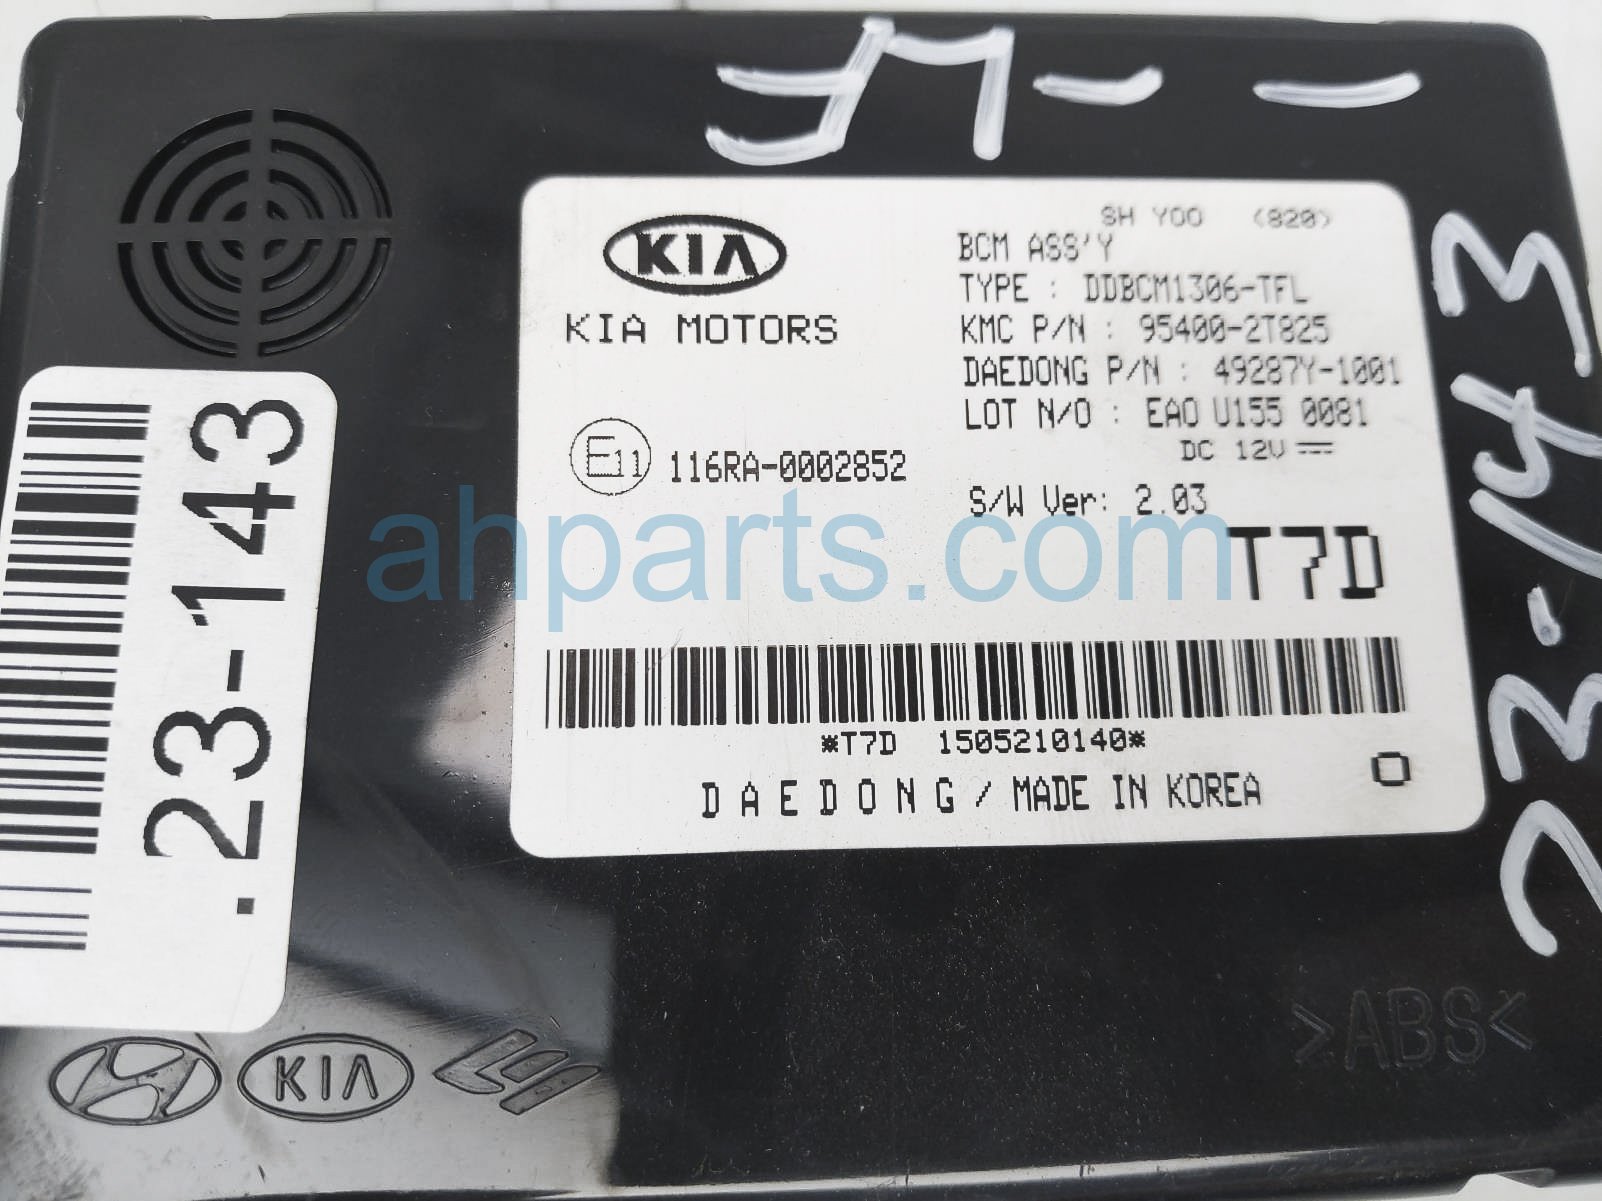 SH YOO (820)
KIA
KIA MOTORS
BCM ASS'Y
TYPE : DDBCM1306-TFL
KMC P/N : 95400-2T825
DAEDONG P/N : 49287Y-1001
LOT N/O : EAO U155 0081
DC 12V
E11 116RA-0002852
S/W Ver: 2.03
T7D
ahparts.com
*T7D 1505210140*
DAEDONG / MADE IN KOREA
O
.23-143
23-143
KIA
>ABS<